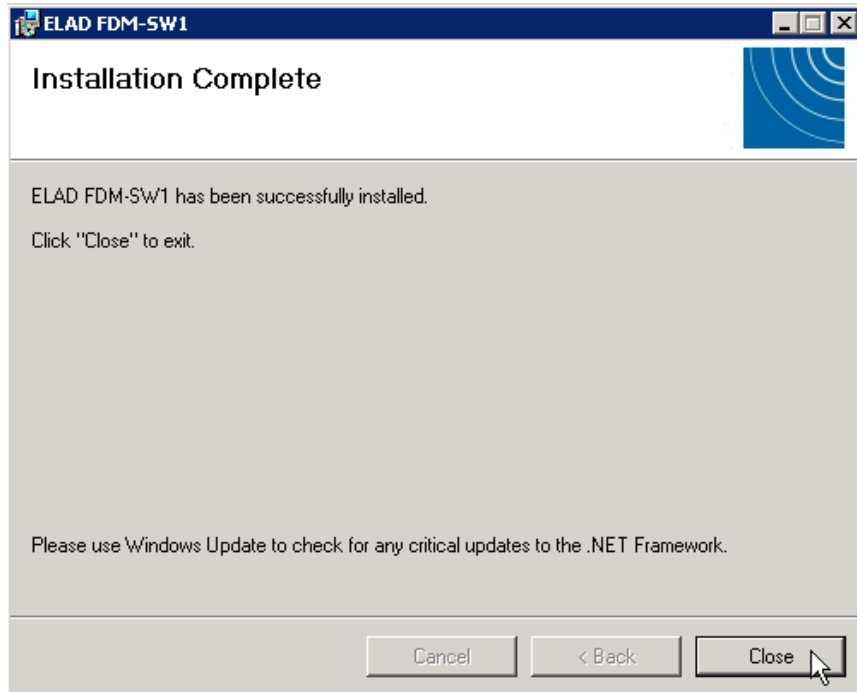 ELAD FDM-SW1
Installation Complete
ELAD FDM-SW1 has been successfully installed.
Click "Close" to exit.
Please use Windows Update to check for any critical updates to the .NET Framework.
Cancel
< Back
Close